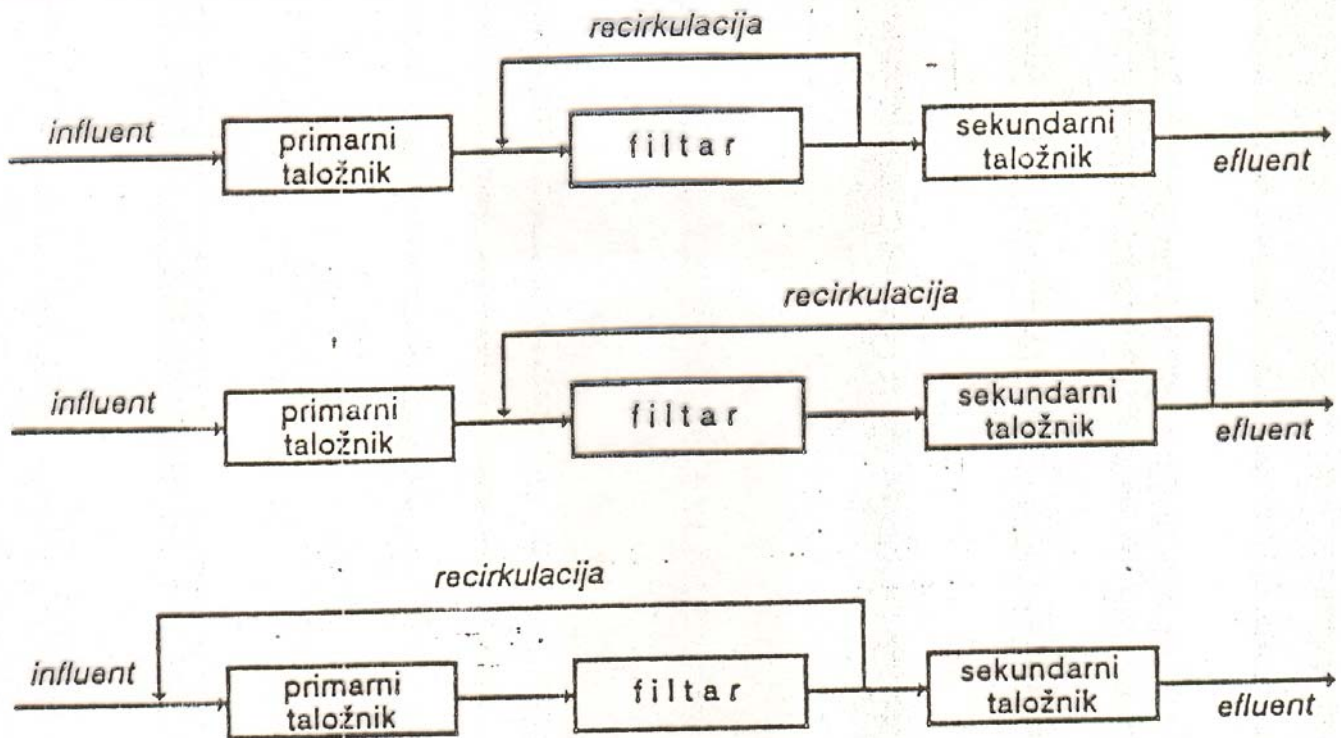 recirkulacija
influent
primarni
taložnik
filtar
sekundarni
taložnik
efluent
recirkulacija
influent
primarni
taložnik
filtar
sekundarni
taložnik
efluent
recirkulacija
influent
primarni
taložnik
filtar
sekundarni
taložnik
efluent